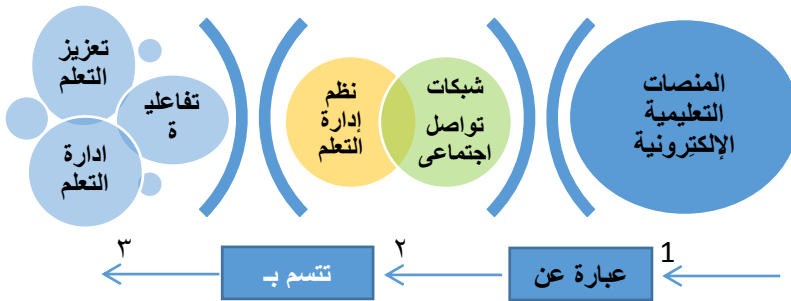 المنصات
التعليمية
الإلكترونية
شبكات
تواصل
اجتماعى
نظم
إدارة
التعلم
تعزيز
التعلم
تفاعلي
ة
ادارة
التعلم
1
عبارة عن
٢
تتسم بـ
٣